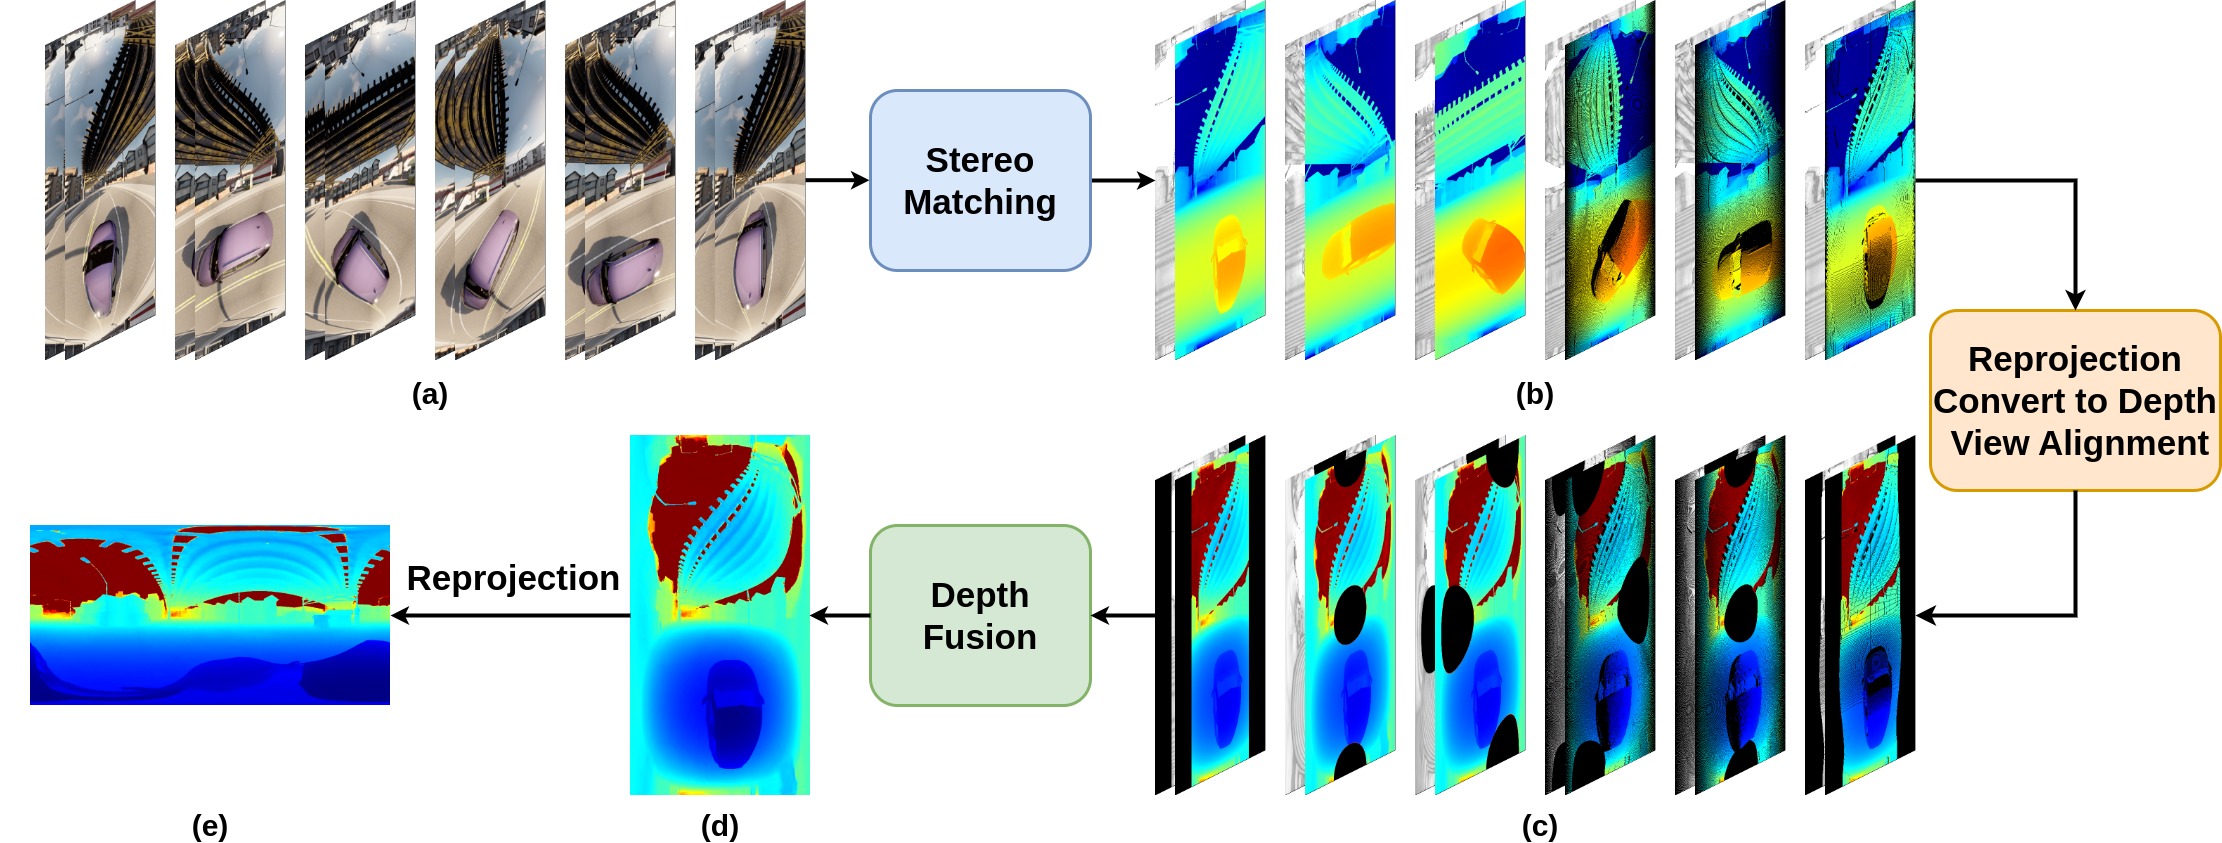 Stereo
Matching
(a)
(b)
Reprojection
Convert to Depth
View Alignment
Reprojection
Depth
Fusion
(e)
(d)
(c)